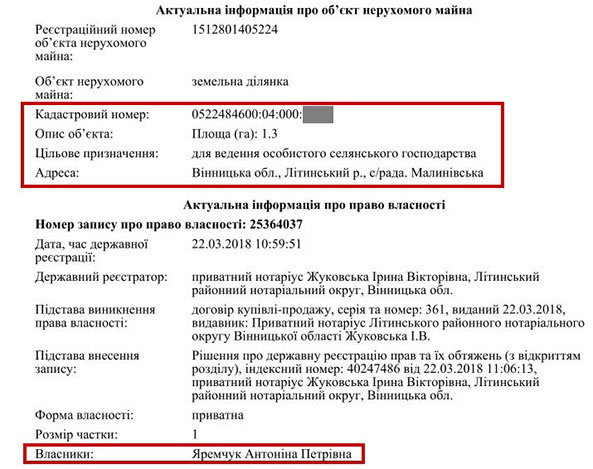 Актуальна інформація про об’єкт нерухомого майна
Реєстраційний номер 1512801405224
об’єкта нерухомого
майна:
Об’єкт нерухомого земельна ділянка
майна:
Кадастровий номер: 0522484600:04:000:
Опис об’єкта: Площа (га): 1.3
Цільове призначення: для ведення особистого селянського господарства
Адреса: Вінницька обл., Літинський р., с/рада. Малинівська
Актуальна інформація про право власності
Номер запису про право власності: 25364037
Дата, час державної 22.03.2018 10:59:51
реєстрації:
Державний реєстратор: приватний нотаріус Жуковська Ірина Вікторівна, Літинський
районний нотаріальний округ, Вінницька обл.
Підстава виникнення договір купівлі-продажу, серія та номер: 361, виданий 22.03.2018,
права власності: видавник: Приватний нотаріус Літинського районного нотаріального
округу Вінницької області Жуковська І.В.
Підстава внесення Рішення про державну реєстрацію прав та їх обтяжень (з відкриттям
запису: розділу), індексний номер: 40247486 від 22.03.2018 11:06:13,
приватний нотаріус Жуковська Ірина Вікторівна, Літинський
районний нотаріальний округ, Вінницька обл.
Форма власності: приватна
Розмір частки: 1
Власники: Яремчук Антоніна Петрівна